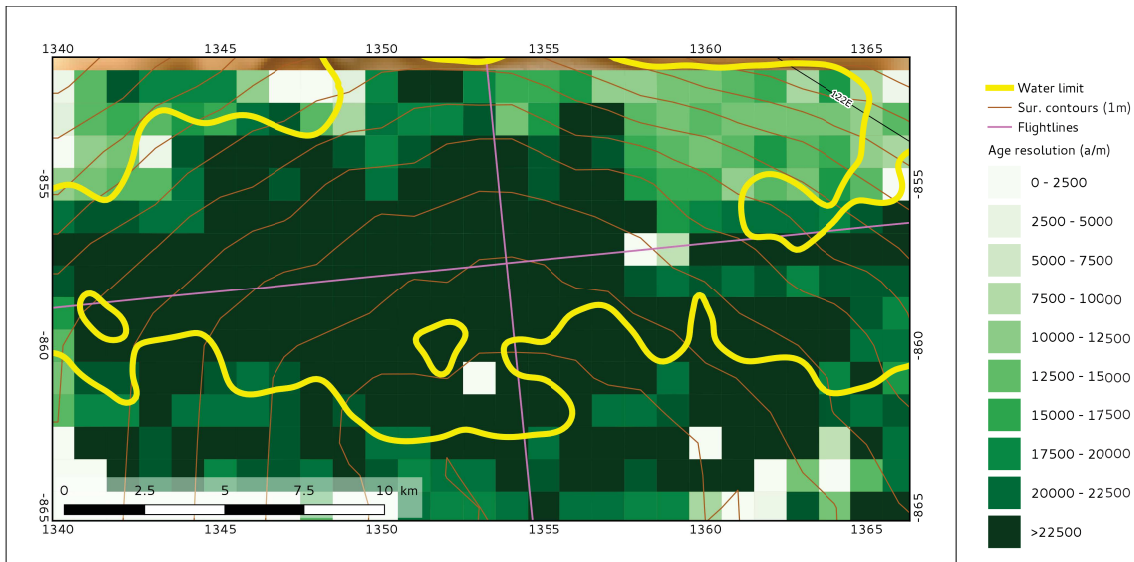 1340 1345 1350 1355 1360 1365
122E
-855 -855
-860 -860
-865 -865
0 2.5 5 7.5 10 km
1340 1345 1350 1355 1360 1365
Water limit
Sur. contours (1m)
Flightlines
Age resolution (a/m)
0 - 2500
2500 - 5000
5000 - 7500
7500 - 10000
10000 - 12500
12500 - 15000
15000 - 17500
17500 - 20000
20000 - 22500
>22500